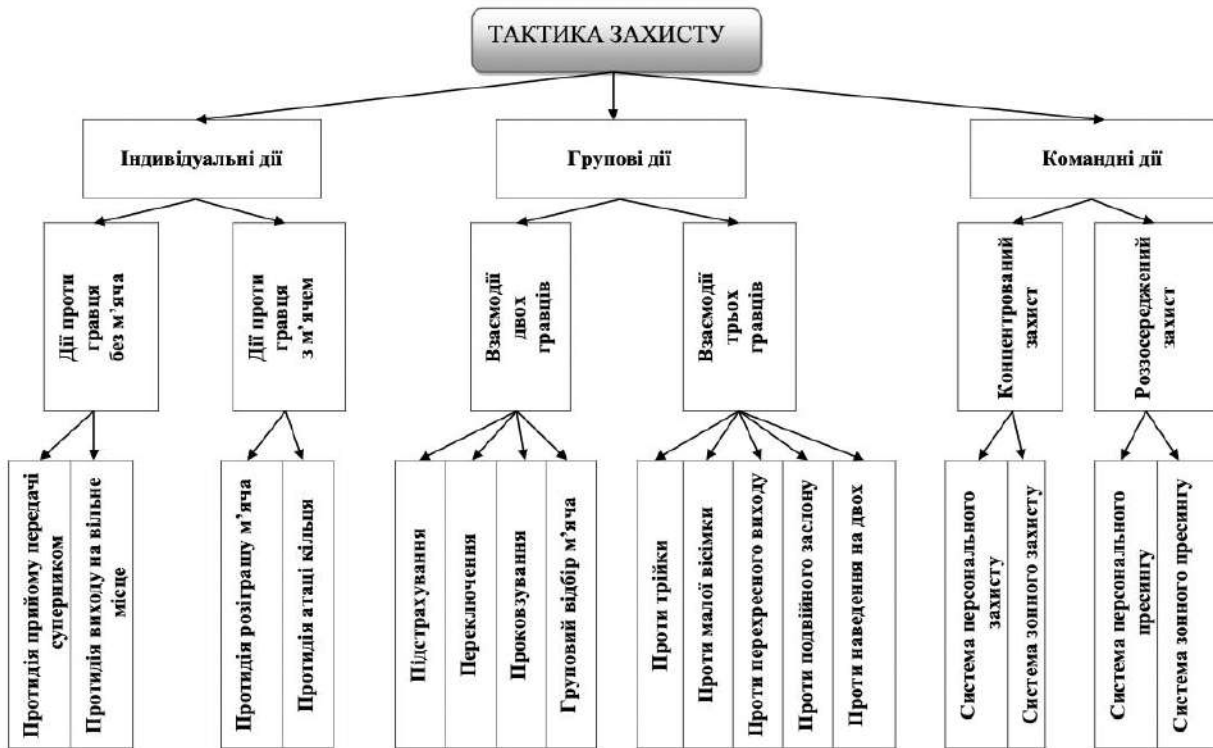 ТАКТИКА ЗАХИСТУ
Індивідуальні дії
Групові дії
Командні дії
Дії проти
гравця
без м’яча
Дії проти
гравця
з м’ячем
Взаємодії
двох
гравців
Взаємодії
трьох
гравців
Концентрований
захист
Роззосереджений
захист
Протидія прийому передачі
суперником
Протидія виходу на вільне
місце
Протидія розіграшу м’яча
Протидія атаці кільця
Підстрахування
Переключення
Проковзування
Груповий відбір м’яча
Проти трійки
Проти малої вісімки
Проти перехресного виходу
Проти подвійного заслону
Проти наведення на двох
Система персонального
захисту
Система зонного захисту
Система персонального
пресингу
Система зонного пресингу